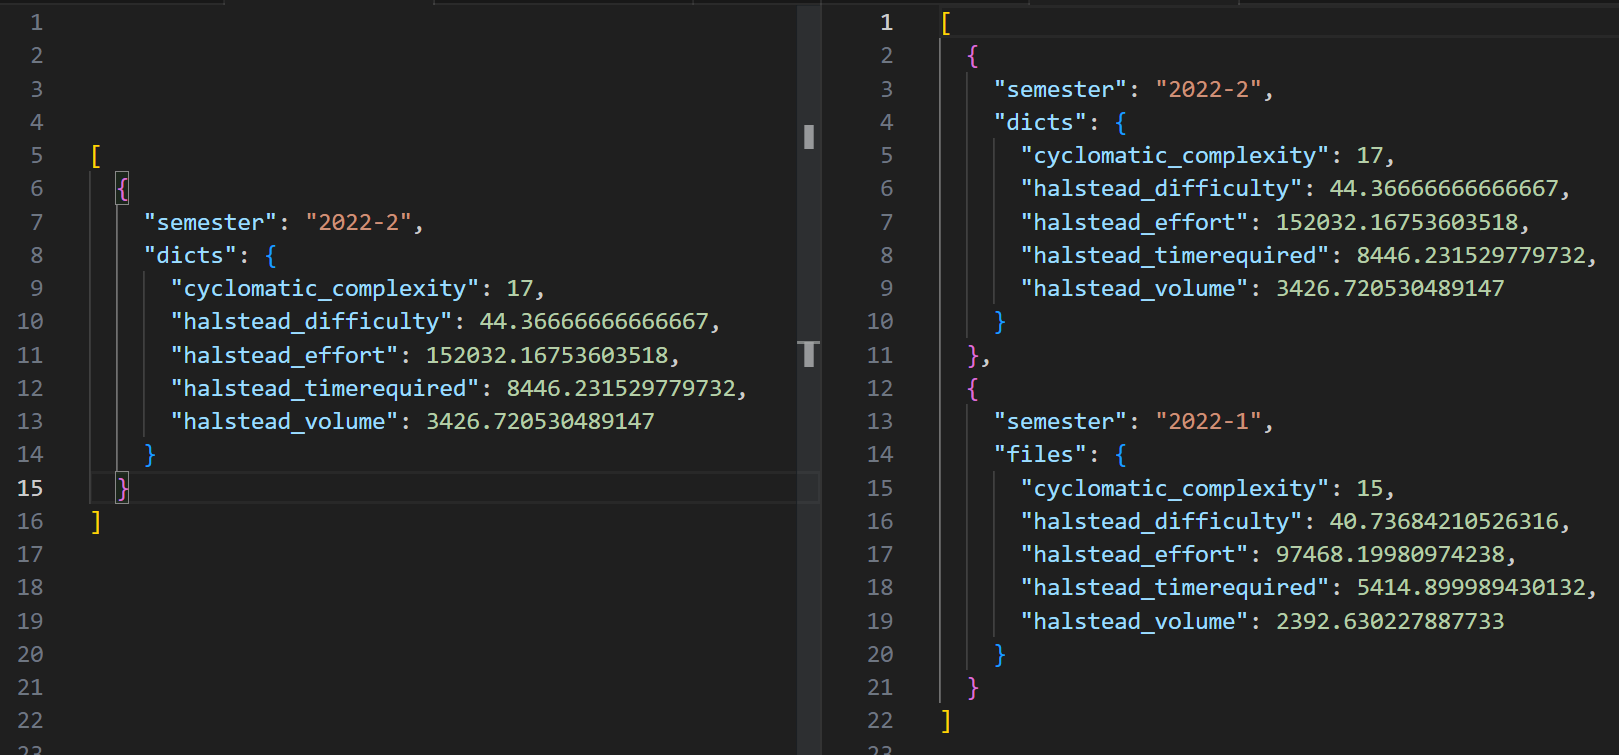 1
2
3
4
5 [
6 {
7 "semester": "2022-2",
8 "dicts": {
9 "cyclomatic_complexity": 17,
10 "halstead_difficulty": 44.36666666666667,
11 "halstead_effort": 152032.16753603518,
12 "halstead_timerequired": 8446.231529779732,
13 "halstead_volume": 3426.720530489147
14 }
15 }
16 ]
17
18
19
20
21
22
23
1 [
2 {
3 "semester": "2022-2",
4 "dicts": {
5 "cyclomatic_complexity": 17,
6 "halstead_difficulty": 44.36666666666667,
7 "halstead_effort": 152032.16753603518,
8 "halstead_timerequired": 8446.231529779732,
9 "halstead_volume": 3426.720530489147
10 }
11 },
12 {
13 "semester": "2022-1",
14 "files": {
15 "cyclomatic_complexity": 15,
16 "halstead_difficulty": 40.73684210526316,
17 "halstead_effort": 97468.19980974238,
18 "halstead_timerequired": 5414.899989430132,
19 "halstead_volume": 2392.630227887733
20 }
21 }
22 ]
23